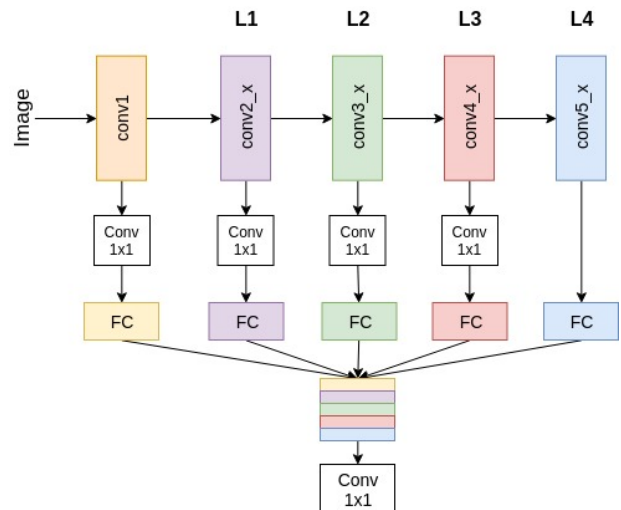 L1 L2 L3 L4
Image
conv1
conv2_x
conv3_x
conv4_x
conv5_x
Conv
1x1
Conv
1x1
Conv
1x1
Conv
1x1
FC
FC
FC
FC
FC
Conv
1x1